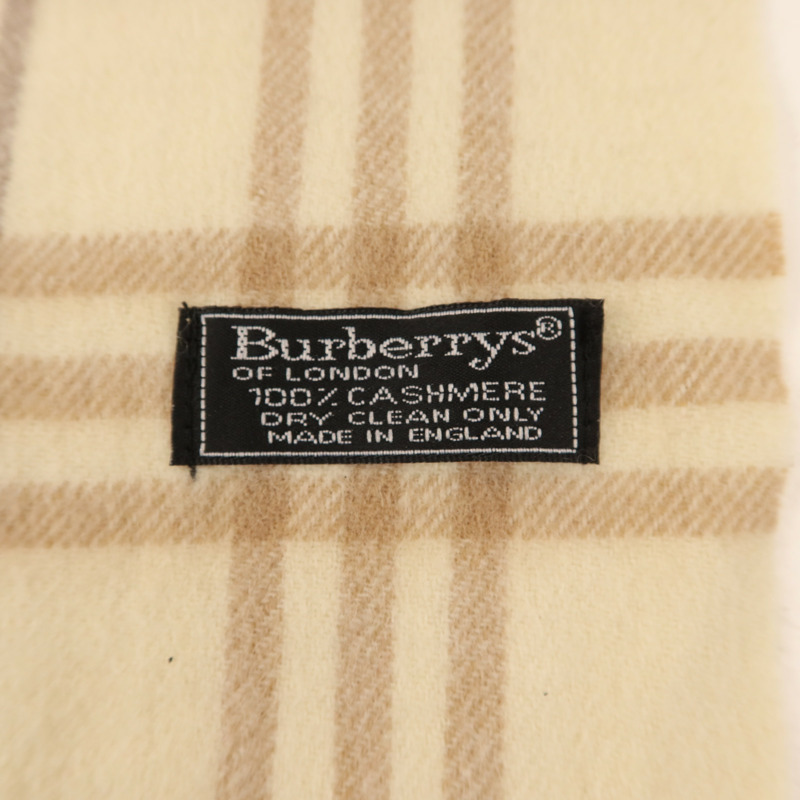 Burberrys®
OF LONDON
100% CASHMERE
DRY CLEAN ONLY
MADE IN ENGLAND